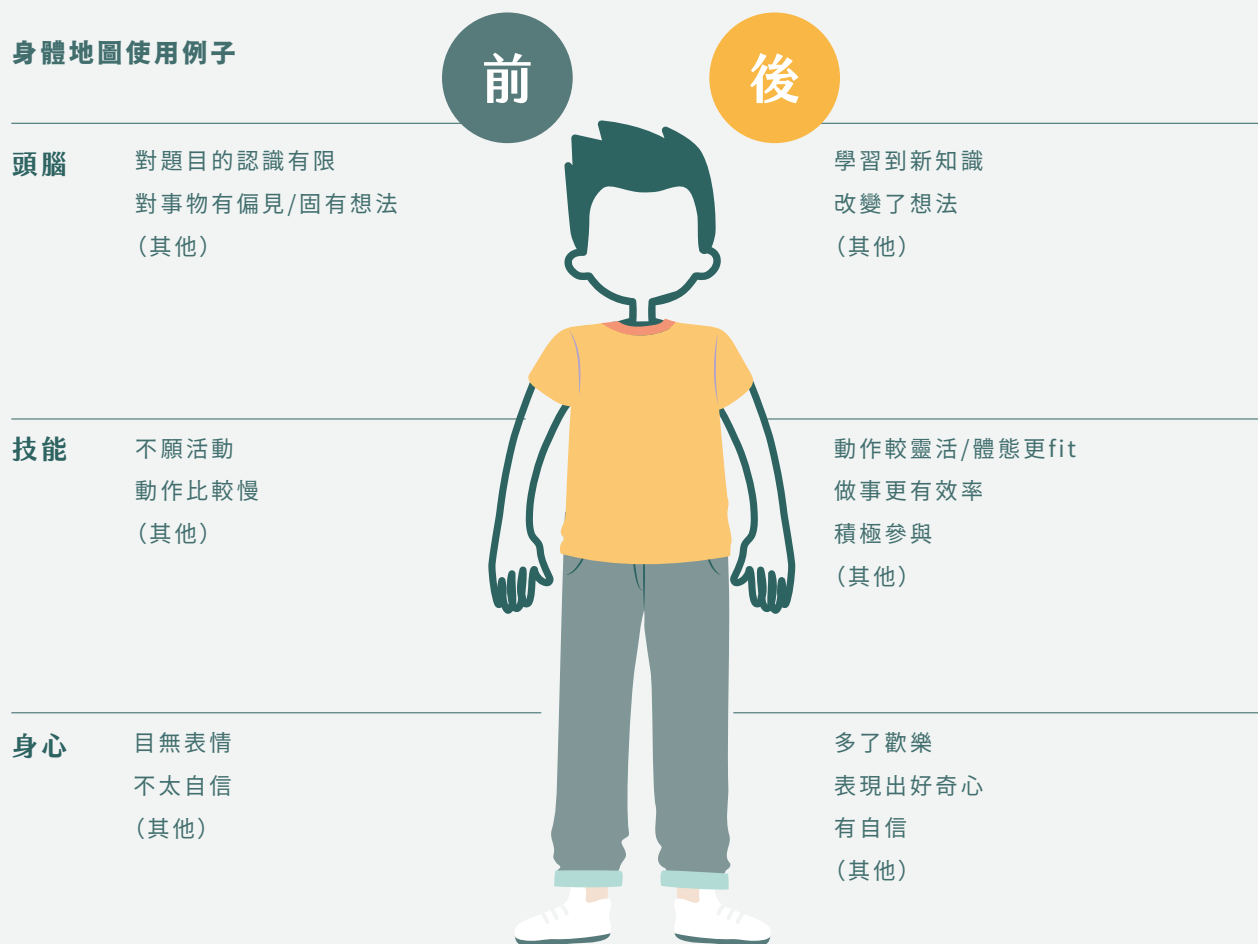 身體地圖使用例子
前
後
頭腦
對題目的認識有限
對事物有偏見/固有想法
（其他）
學習到新知識
改變了想法
（其他）
技能
不願活動
動作比較慢
（其他）
動作較靈活/體態更fit
做事更有效率
積極參與
（其他）
身心
目無表情
不太自信
（其他）
多了歡樂
表現出好奇心
有自信
（其他）